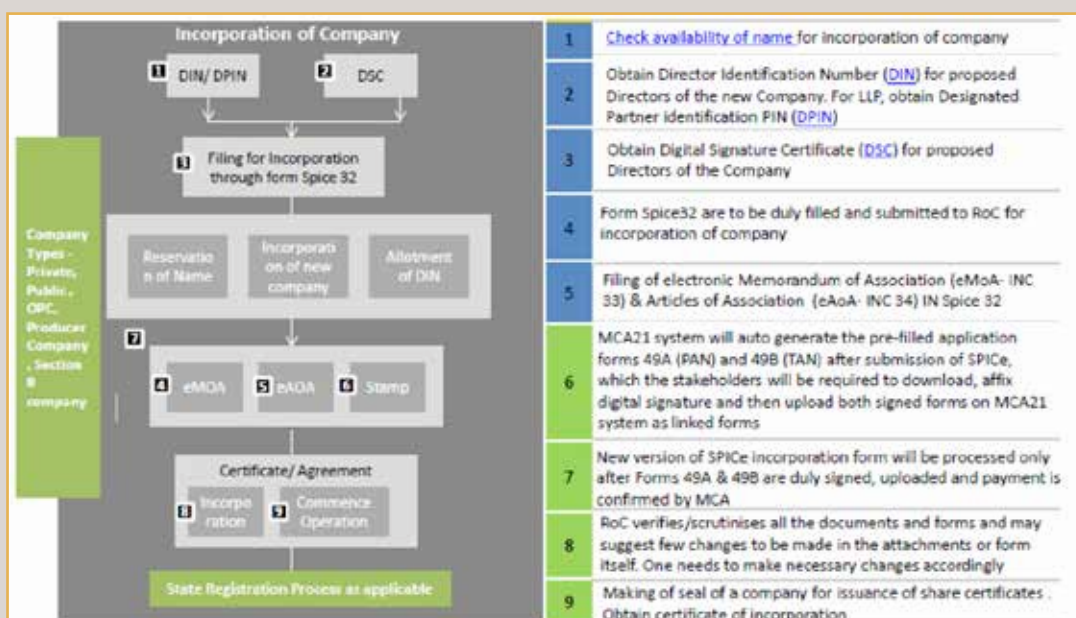 Incorporation of Company
1 DIN/ DPIN
2 DSC
3 Filing for Incorporation
through form Spice 32
Company
Types -
Private,
Public,
OPC,
Producer
Company
, Section
8
company
Reservatio
n of Name
Incorporati
on of new
company
Allotment
of DIN
7
4 eMOA
5 eAOA
6 Stamp
Certificate/ Agreement
8 Incorpo
ration
9 Commence
Operation
State Registration Process as applicable
1 Check availability of name for incorporation of company
2 Obtain Director Identification Number (DIN) for proposed
Directors of the new Company. For LLP, obtain Designated
Partner identification PIN (DPIN)
3 Obtain Digital Signature Certificate (DSC) for proposed
Directors of the Company
4 Form Spice32 are to be duly filled and submitted to RoC for
incorporation of company
5 Filing of electronic Memorandum of Association (eMoA- INC
33) & Articles of Association (eAoA- INC 34) IN Spice 32
6 MCA21 system will auto generate the pre-filled application
forms 49A (PAN) and 49B (TAN) after submission of SPICe,
which the stakeholders will be required to download, affix
digital signature and then upload both signed forms on MCA21
system as linked forms
7 New version of SPICe incorporation form will be processed only
after Forms 49A & 49B are duly signed, uploaded and payment is
confirmed by MCA
8 RoC verifies/scrutinises all the documents and forms and may
suggest few changes to be made in the attachments or form
itself. One needs to make necessary changes accordingly
9 Making of seal of a company for issuance of share certificates .
Obtain certificate of incorporation